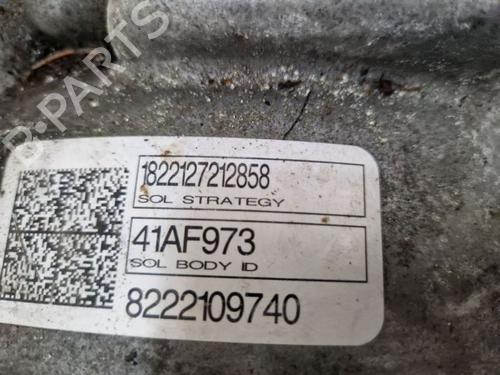 B-PARTS
1822127212858
SOL STRATEGY
41AF973
SOL BODY ID
8222109740